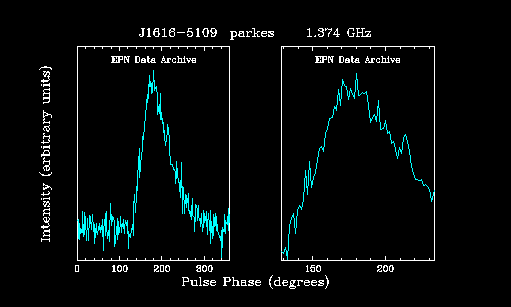 J1616-5109 parkes 1.374 GHz
EPN Data Archive EPN Data Archive
Intensity (arbitrary units)
0 100 200 300 150 200
Pulse Phase (degrees)